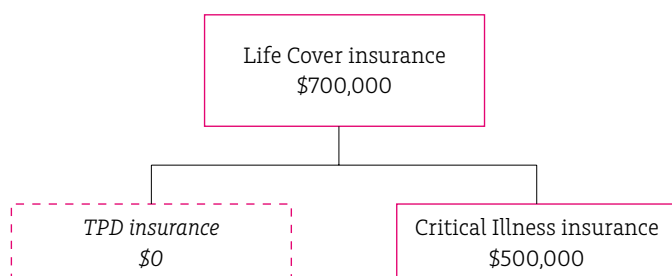 Life Cover insurance
$700,000
TPD insurance
$0
Critical Illness insurance
$500,000